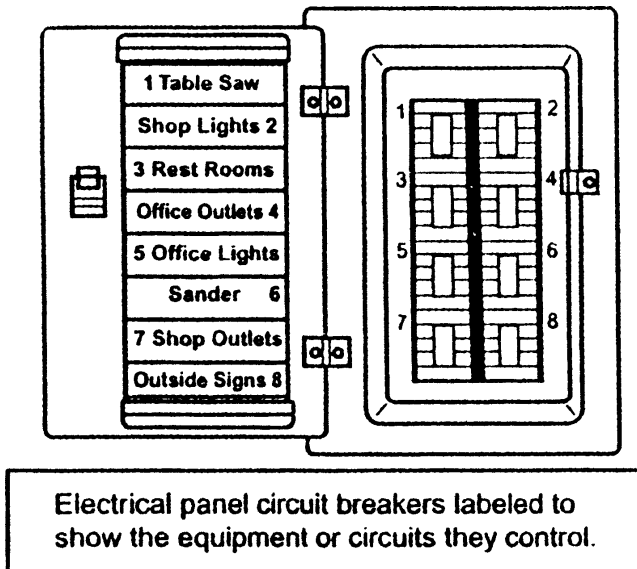 1 Table Saw
Shop Lights 2
3 Rest Rooms
Office Outlets 4
5 Office Lights
Sander 6
7 Shop Outlets
Outside Signs 8
1 2
3 4
5 6
7 8
Electrical panel circuit breakers labeled to
show the equipment or circuits they control.